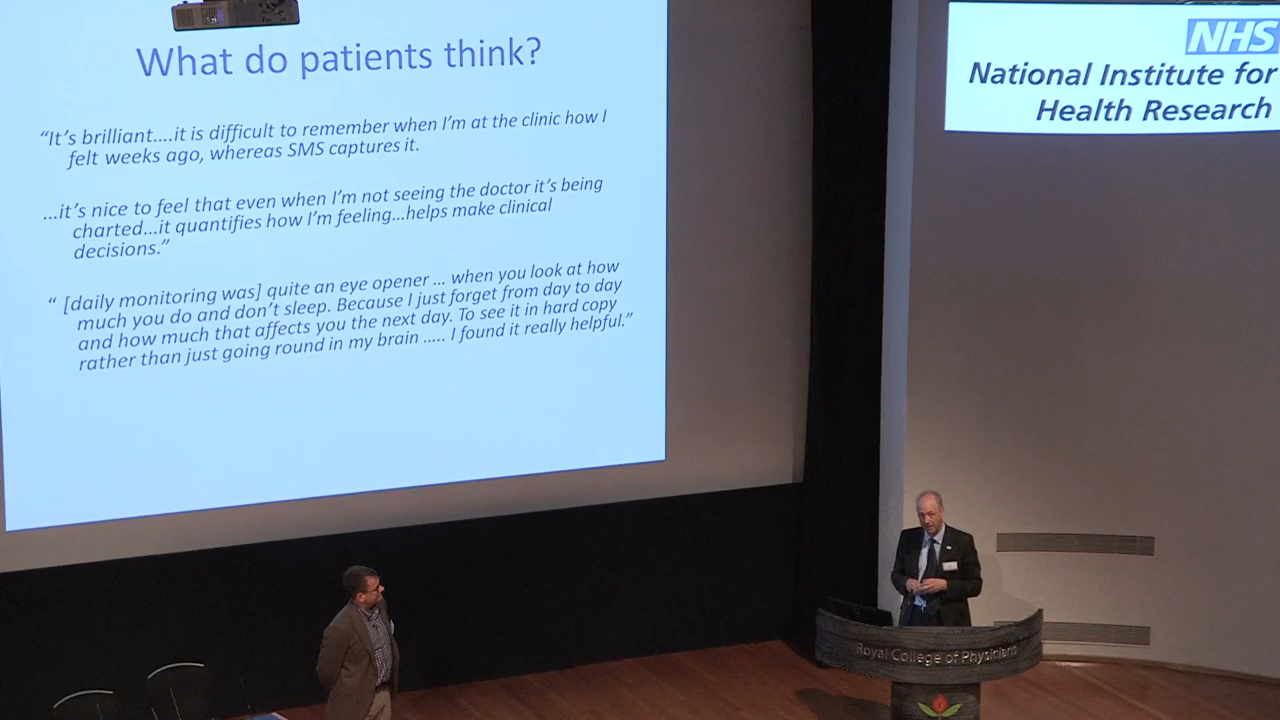 What do patients think?
“It’s brilliant....it is difficult to remember when I’m at the clinic how I
felt weeks ago, whereas SMS captures it.
...it’s nice to feel that even when I’m not seeing the doctor it’s being
charted...it quantifies how I’m feeling...helps make clinical
decisions.”
“ [daily monitoring was] quite an eye opener ... when you look at how
much you do and don’t sleep. Because I just forget from day to day
and how much that affects you the next day. To see it in hard copy
rather than just going round in my brain ..... I found it really helpful.”
NHS
National Institute for
Health Research
Royal College of Physicians